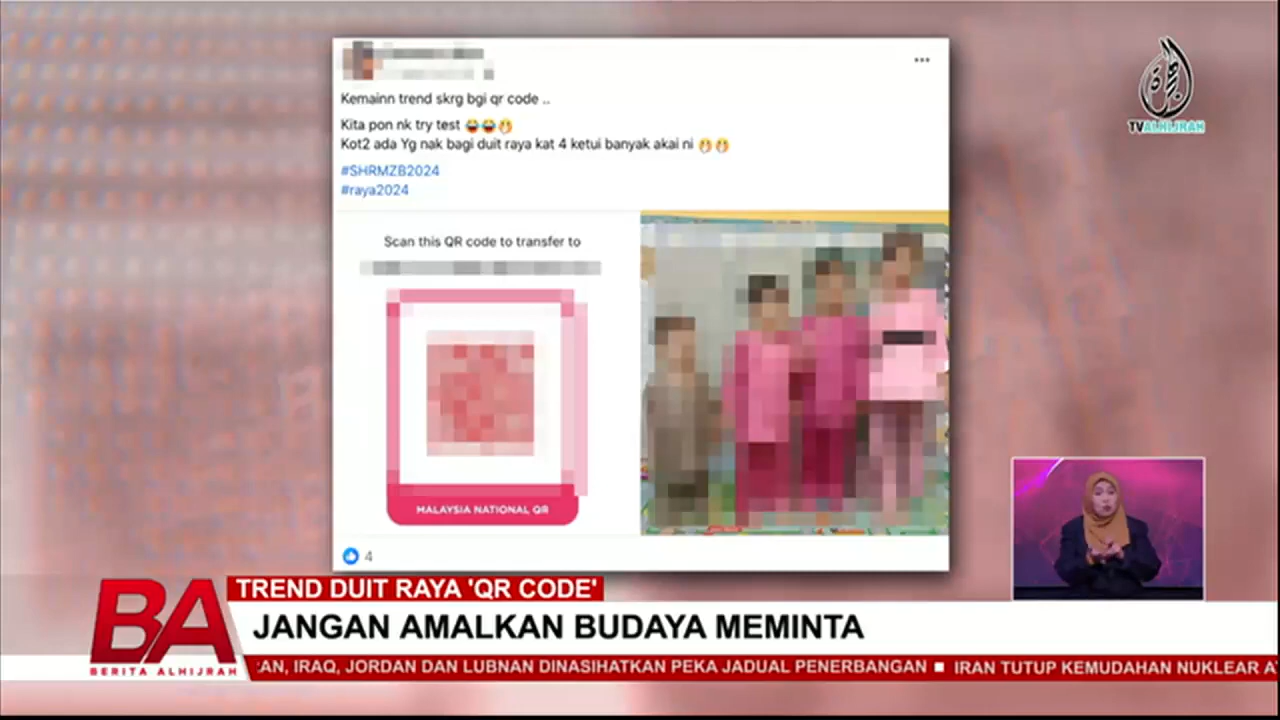 Kemainn trend skrg bgi qr code ..
Kita pon nk try test 😂😂🤭
Kot2 ada Yg nak bagi duit raya kat 4 ketui banyak akai ni 🤭🤭
#SHRMZB2024
#raya2024
Scan this QR code to transfer to
MALAYSIA NATIONAL QR
4
TVALHIJRAH
TREND DUIT RAYA 'QR CODE'
BA
BERITA ALHIJRAH
JANGAN AMALKAN BUDAYA MEMINTA
AN, IRAQ, JORDAN DAN LUBNAN DINASIHATKAN PEKA JADUAL PENERBANGAN ■ IRAN TUTUP KEMUDAHAN NUKLEAR